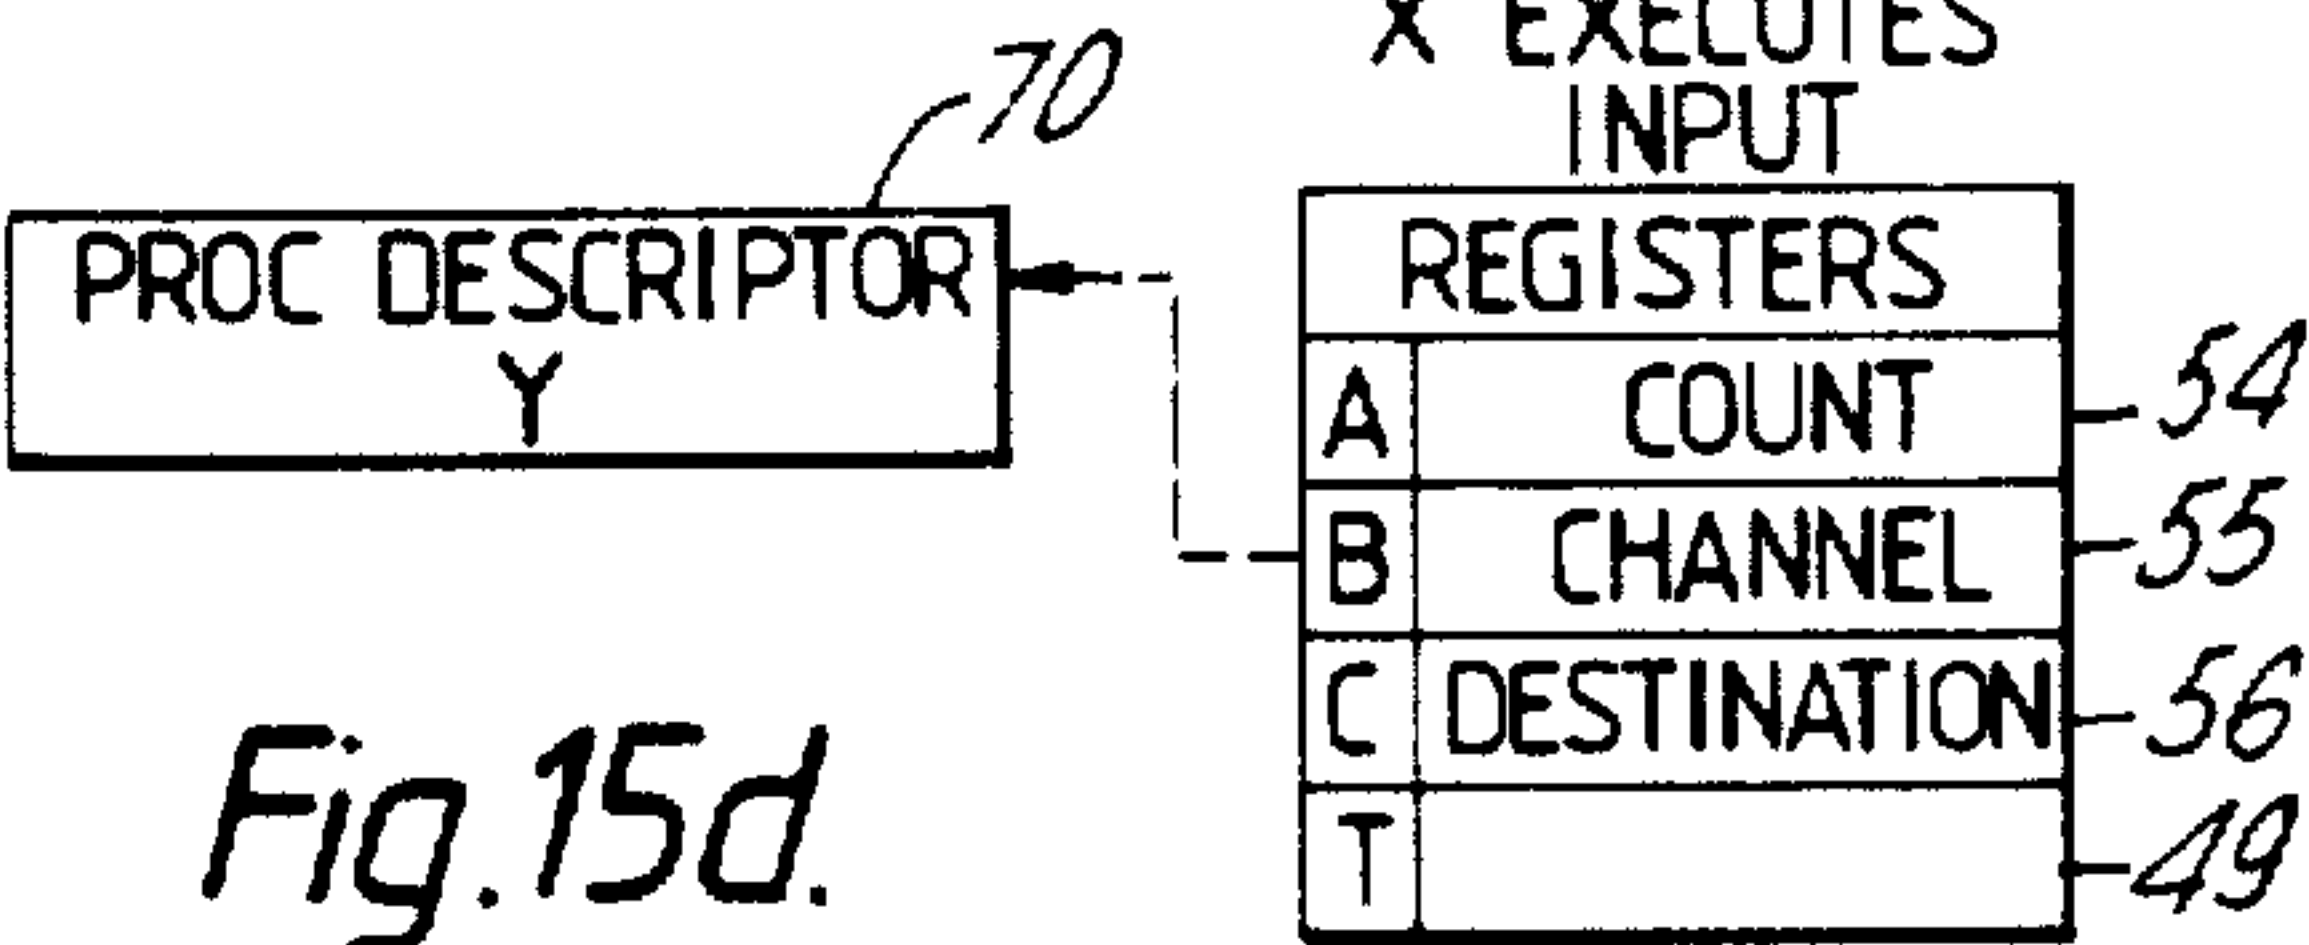 70
PROC DESCRIPTOR
Y
X EXECUTES
INPUT
REGISTERS
A COUNT 54
B CHANNEL 55
C DESTINATION 56
T 49
Fig.15d.